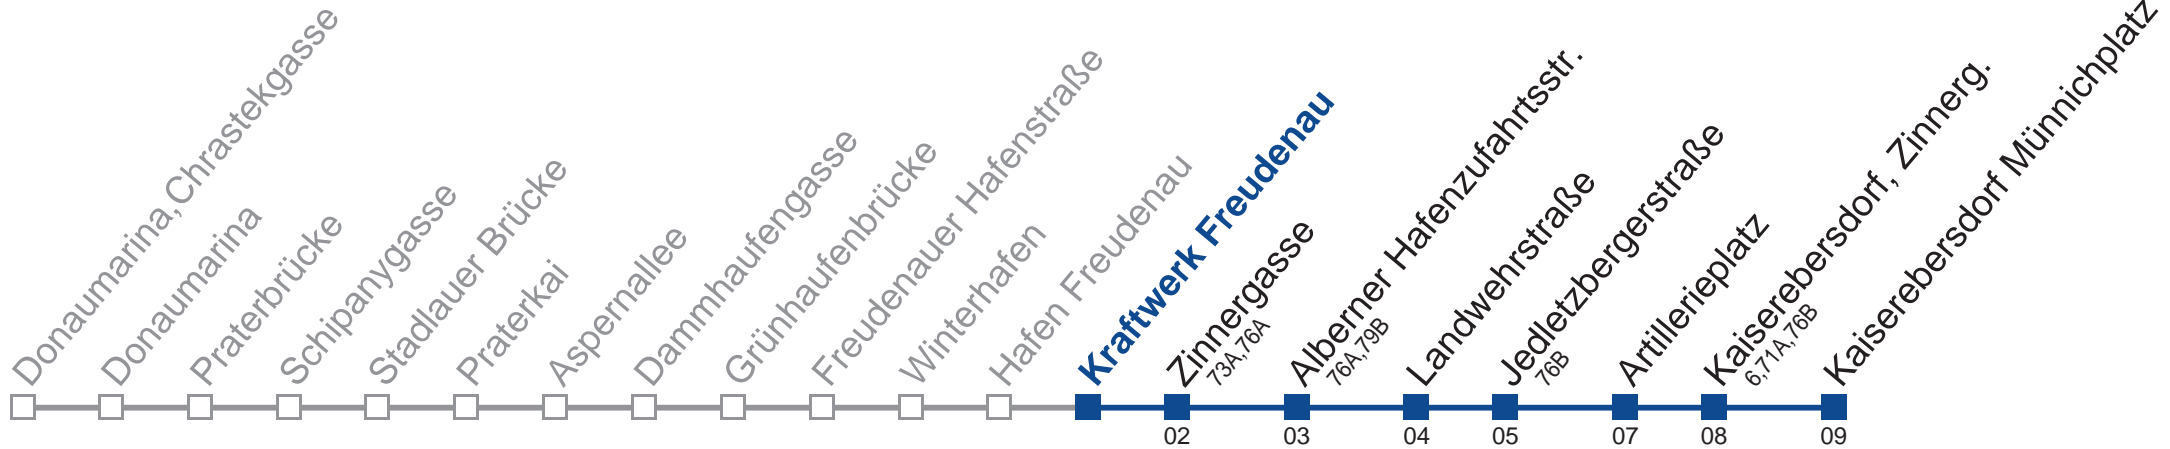 Donaumarina, Chrastekgasse
Donaumarina
Praterbrücke
Schipanygasse
Stadlauer Brücke
Praterkai
Aspernallee
Dammhaufengasse
Grünhaufenbrücke
Freudenauer Hafenstraße
Winterhafen
Hafen Freudenau
Kraftwerk Freudenau
Zinnergasse
73A,76A
Alberner Hafenzufahrtsstr.
76A,79B
Landwehrstraße
Jedletzbergerstraße
76B
Artillerieplatz
Kaiserebersdorf, Zinnerg.
6,71A,76B
Kaiserebersdorf Münnichplatz
02 03 04 05 07 08 09